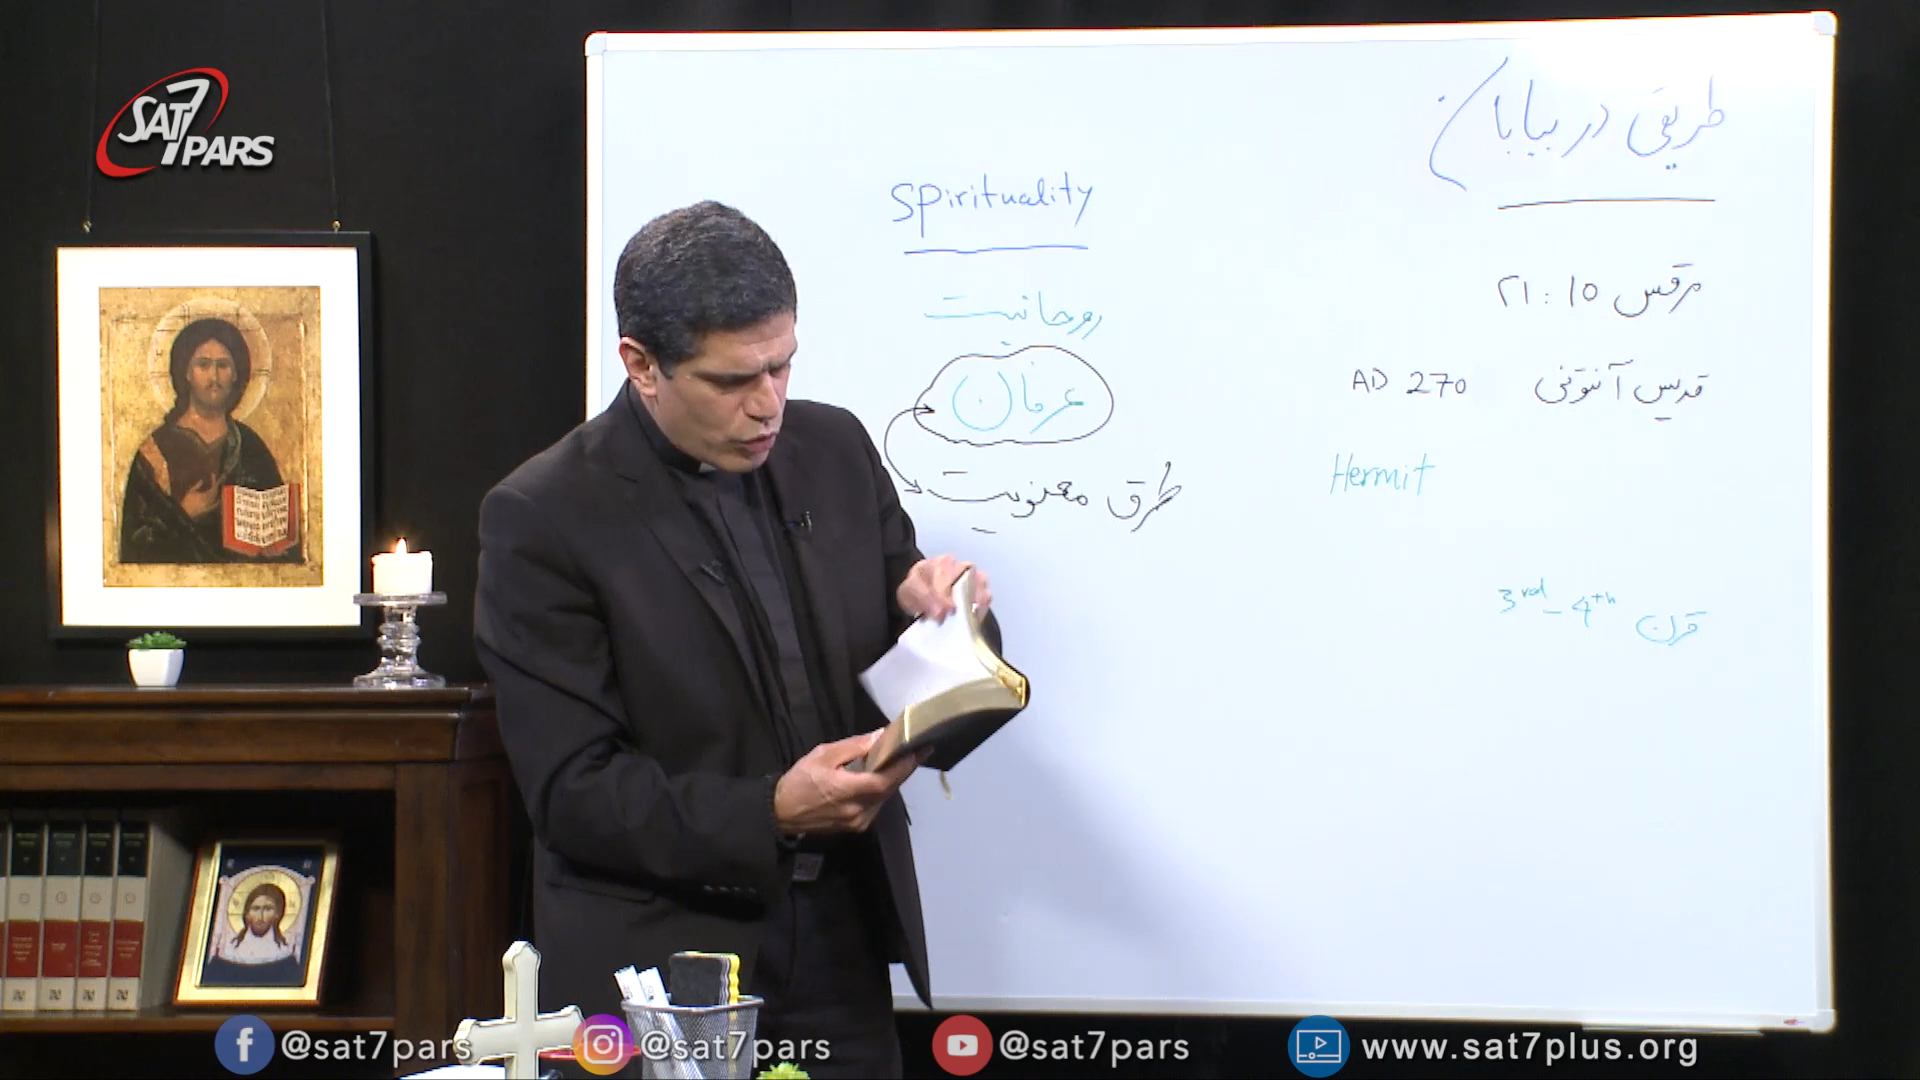 SAT7 PARS
طریقی در بیابان
Spirituality
روحانیت
عرفان
طرق معنویت
مرقس ۱۰ : ۲۱
قدیس آنتونی AD 270
Hermit
قرن 3rd - 4th
@sat7pars
@sat7pars
@sat7pars
www.sat7plus.org